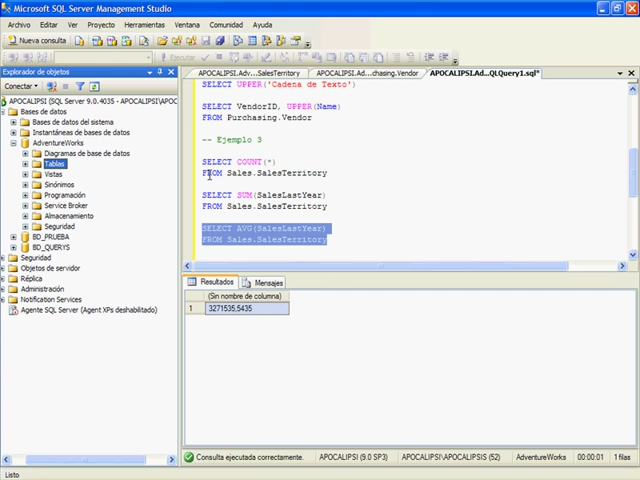 Microsoft SQL Server Management Studio
Archivo Editar Ver Proyecto Herramientas Ventana Comunidad Ayuda
Nueva consulta
Ejecutar
Explorador de objetos
APOCALIPSI.Adv...SalesTerritory APOCALIPSI.Ad...chasing.Vendor APOCALIPSI.Ad...QLQuery1.sql*
Conectar
APOCALIPSI (SQL Server 9.0.4035 - APOCALIPSI\APOC
Bases de datos
Bases de datos del sistema
Instantáneas de bases de datos
AdventureWorks
Diagramas de base de datos
Tablas
Vistas
Sinónimos
Programación
Service Broker
Almacenamiento
Seguridad
BD_PRUEBA
BD_QUERYS
Seguridad
Objetos de servidor
Réplica
Administración
Notification Services
Agente SQL Server (Agent XPs deshabilitado)
SELECT UPPER('Cadena de Texto')
SELECT VendorID, UPPER(Name)
FROM Purchasing.Vendor
-- Ejemplo 3
SELECT COUNT(*)
FROM Sales.SalesTerritory
SELECT SUM(SalesLastYear)
FROM Sales.SalesTerritory
SELECT AVG(SalesLastYear)
FROM Sales.SalesTerritory
Resultados Mensajes
(Sin nombre de columna)
1 3271535,5435
Consulta ejecutada correctamente. APOCALIPSI (9.0 SP3) APOCALIPSI\APOCALIPSIS (52) AdventureWorks 00:00:01 1 filas
Listo